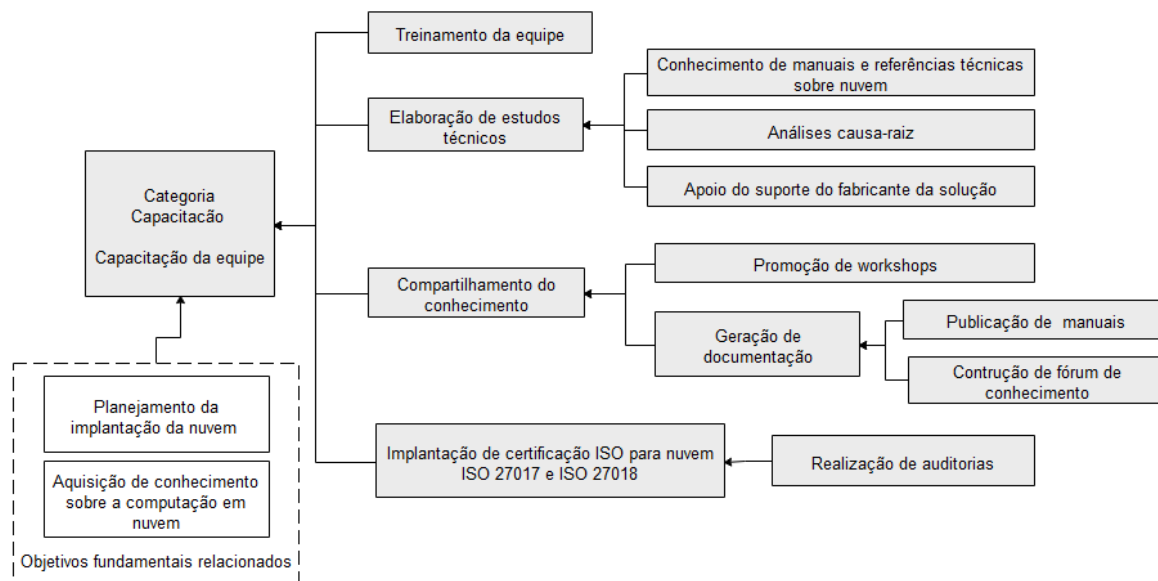 Treinamento da equipe
Conhecimento de manuais e referências técnicas
sobre nuvem
Elaboração de estudos
técnicos
Análises causa-raiz
Apoio do suporte do fabricante da solução
Categoria
Capacitacão
Capacitação da equipe
Compartilhamento do
conhecimento
Promoção de workshops
Geração de
documentação
Publicação de manuais
Contrução de fórum de
conhecimento
Planejamento da
implantação da nuvem
Aquisição de conhecimento
sobre a computação em
nuvem
Objetivos fundamentais relacionados
Implantação de certificação ISO para nuvem
ISO 27017 e ISO 27018
Realização de auditorias